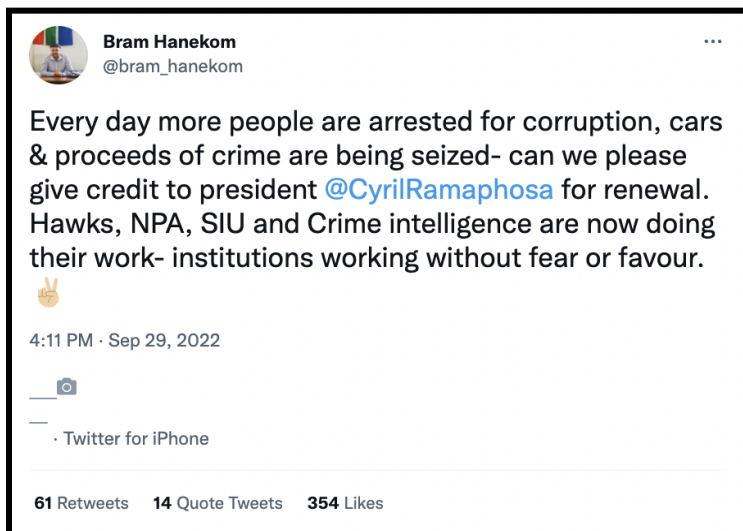 Bram Hanekom
...
@bram_hanekom
Every day more people are arrested for corruption, cars
& proceeds of crime are being seized- can we please
give credit to president @CyrilRamaphosa for renewal.
Hawks, NPA, SIU and Crime intelligence are now doing
their work- institutions working without fear or favour.
✌🏼
4:11 PM · Sep 29, 2022
· Twitter for iPhone
61 Retweets 14 Quote Tweets 354 Likes